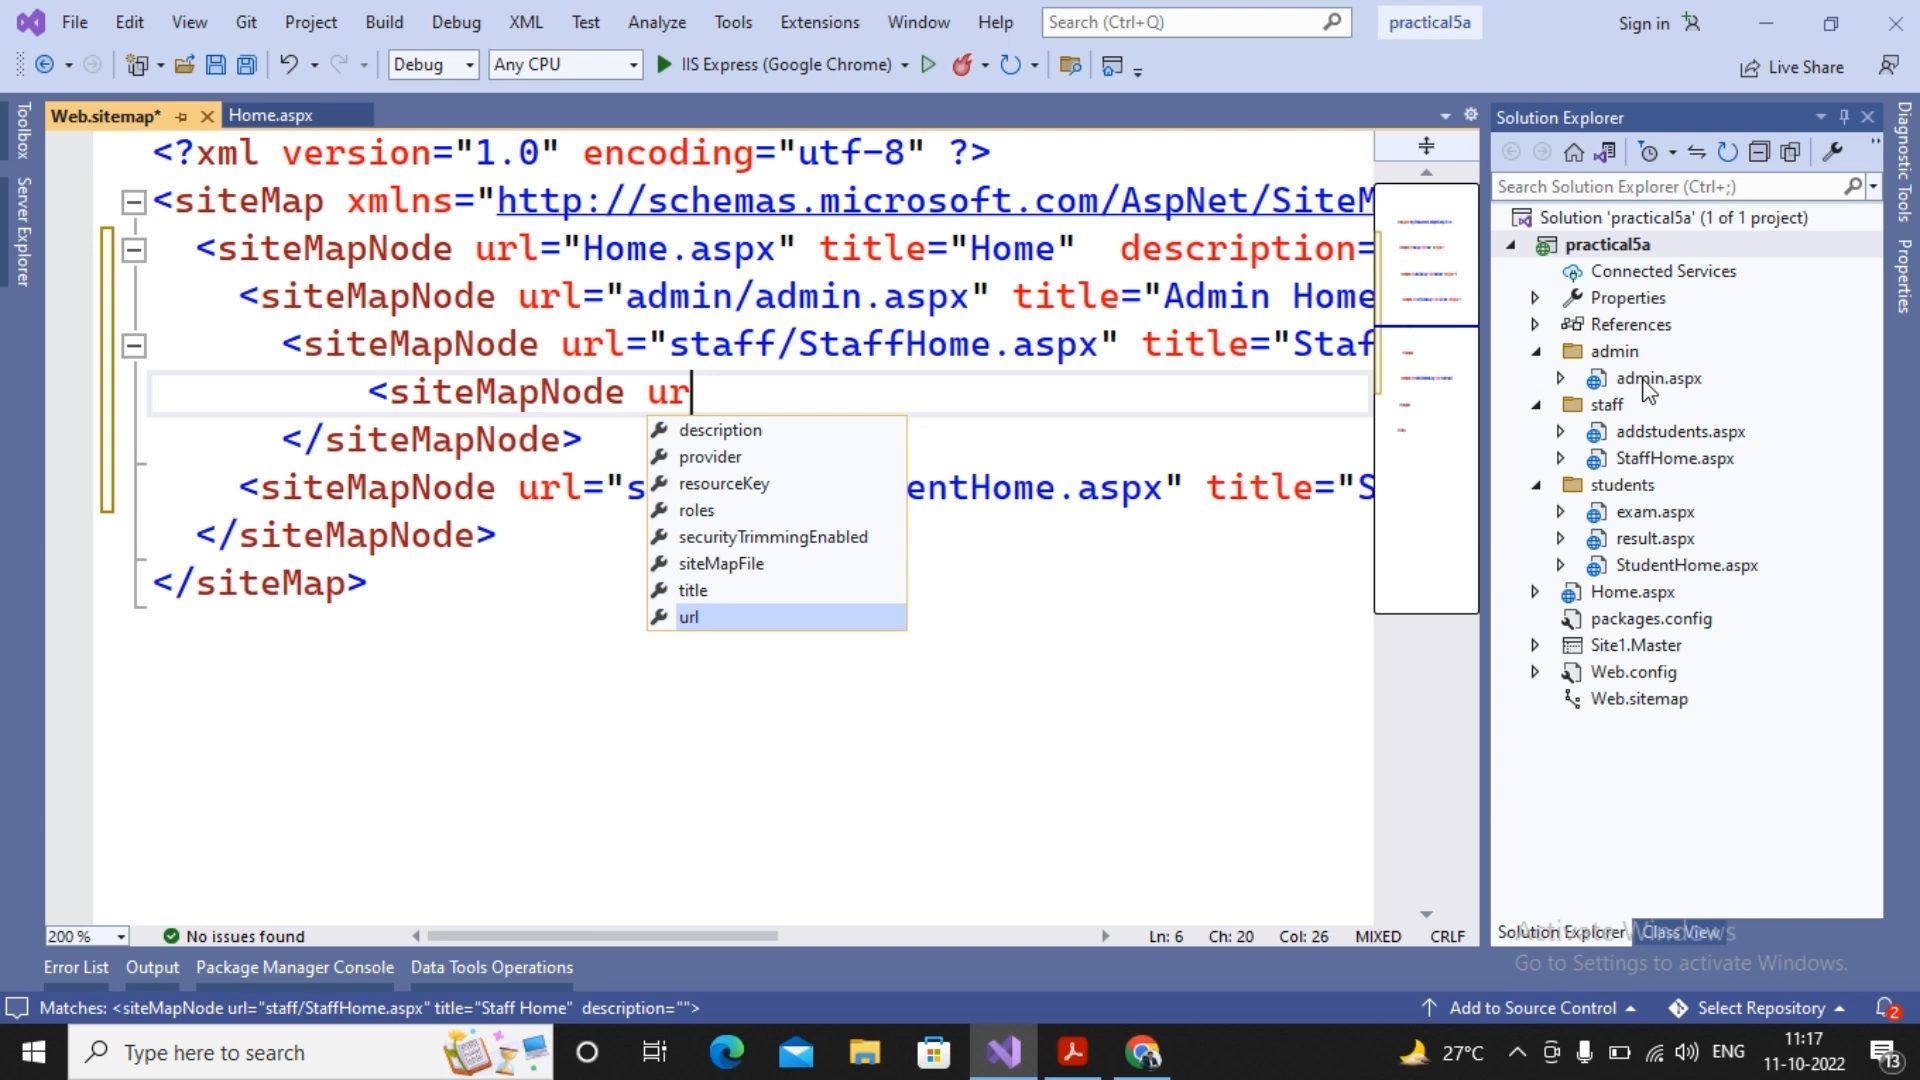 File Edit View Git Project Build Debug XML Test Analyze Tools Extensions Window Help Search (Ctrl+Q) practical5a Sign in
Debug Any CPU IIS Express (Google Chrome) Live Share
Toolbox
Server Explorer
Web.sitemap* Home.aspx
<?xml version="1.0" encoding="utf-8" ?>
<siteMap xmlns="http://schemas.microsoft.com/AspNet/SiteM
<siteMapNode url="Home.aspx" title="Home"  description=
<siteMapNode url="admin/admin.aspx" title="Admin Home
<siteMapNode url="staff/StaffHome.aspx" title="Staf
<siteMapNode ur
</siteMapNode>
<siteMapNode url="s entHome.aspx" title="S
</siteMapNode>
</siteMap>
description
provider
resourceKey
roles
securityTrimmingEnabled
siteMapFile
title
url
Solution Explorer
Search Solution Explorer (Ctrl+;)
Solution 'practical5a' (1 of 1 project)
practical5a
Connected Services
Properties
References
admin
admin.aspx
staff
addstudents.aspx
StaffHome.aspx
students
exam.aspx
result.aspx
StudentHome.aspx
Home.aspx
packages.config
Site1.Master
Web.config
Web.sitemap
Diagnostic Tools
Properties
200 % No issues found Ln: 6 Ch: 20 Col: 26 MIXED CRLF
Solution Explorer Class View
Activate Windows
Go to Settings to activate Windows.
Error List Output Package Manager Console Data Tools Operations
Matches: <siteMapNode url="staff/StaffHome.aspx" title="Staff Home"  description=""> Add to Source Control Select Repository 2
Type here to search 27°C ENG 11:17
11-10-2022 13